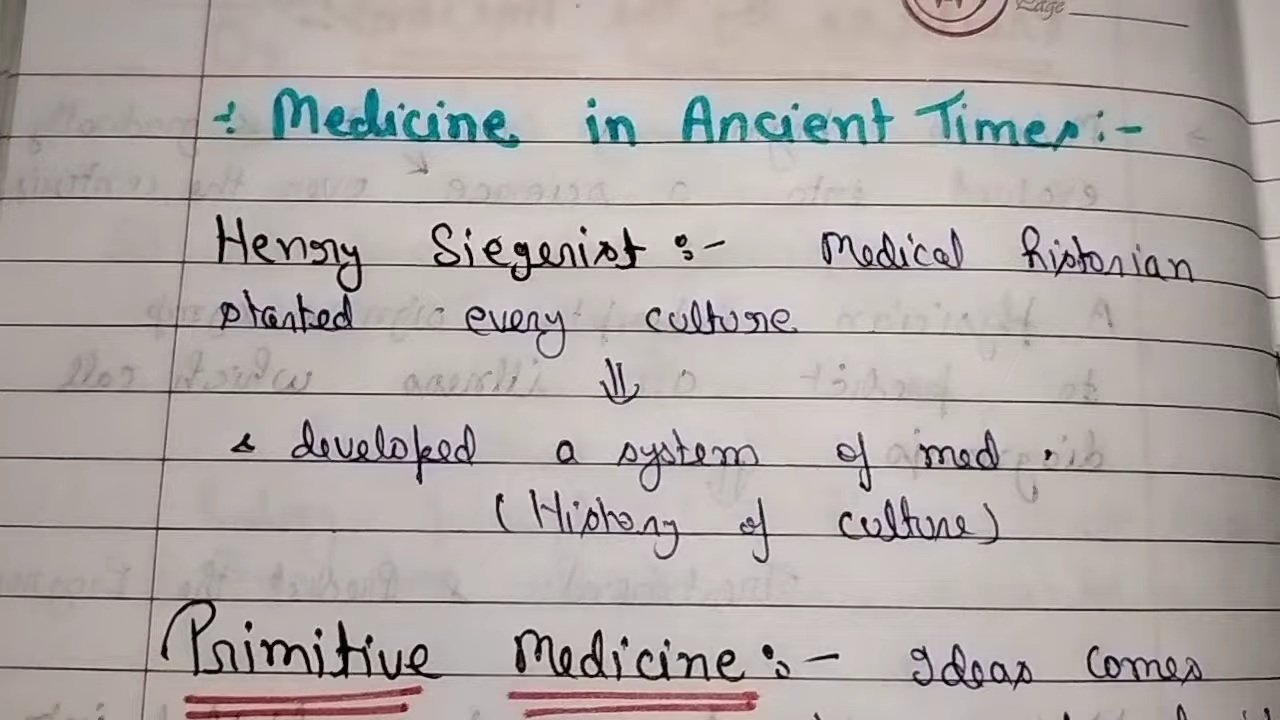 Page
:- Medicine in Ancient Times:-
Henry Siegerist :- Medical historian
started every culture
⇓
developed a system of med.
(History of culture)
Primitive Medicine :- Ideas comes